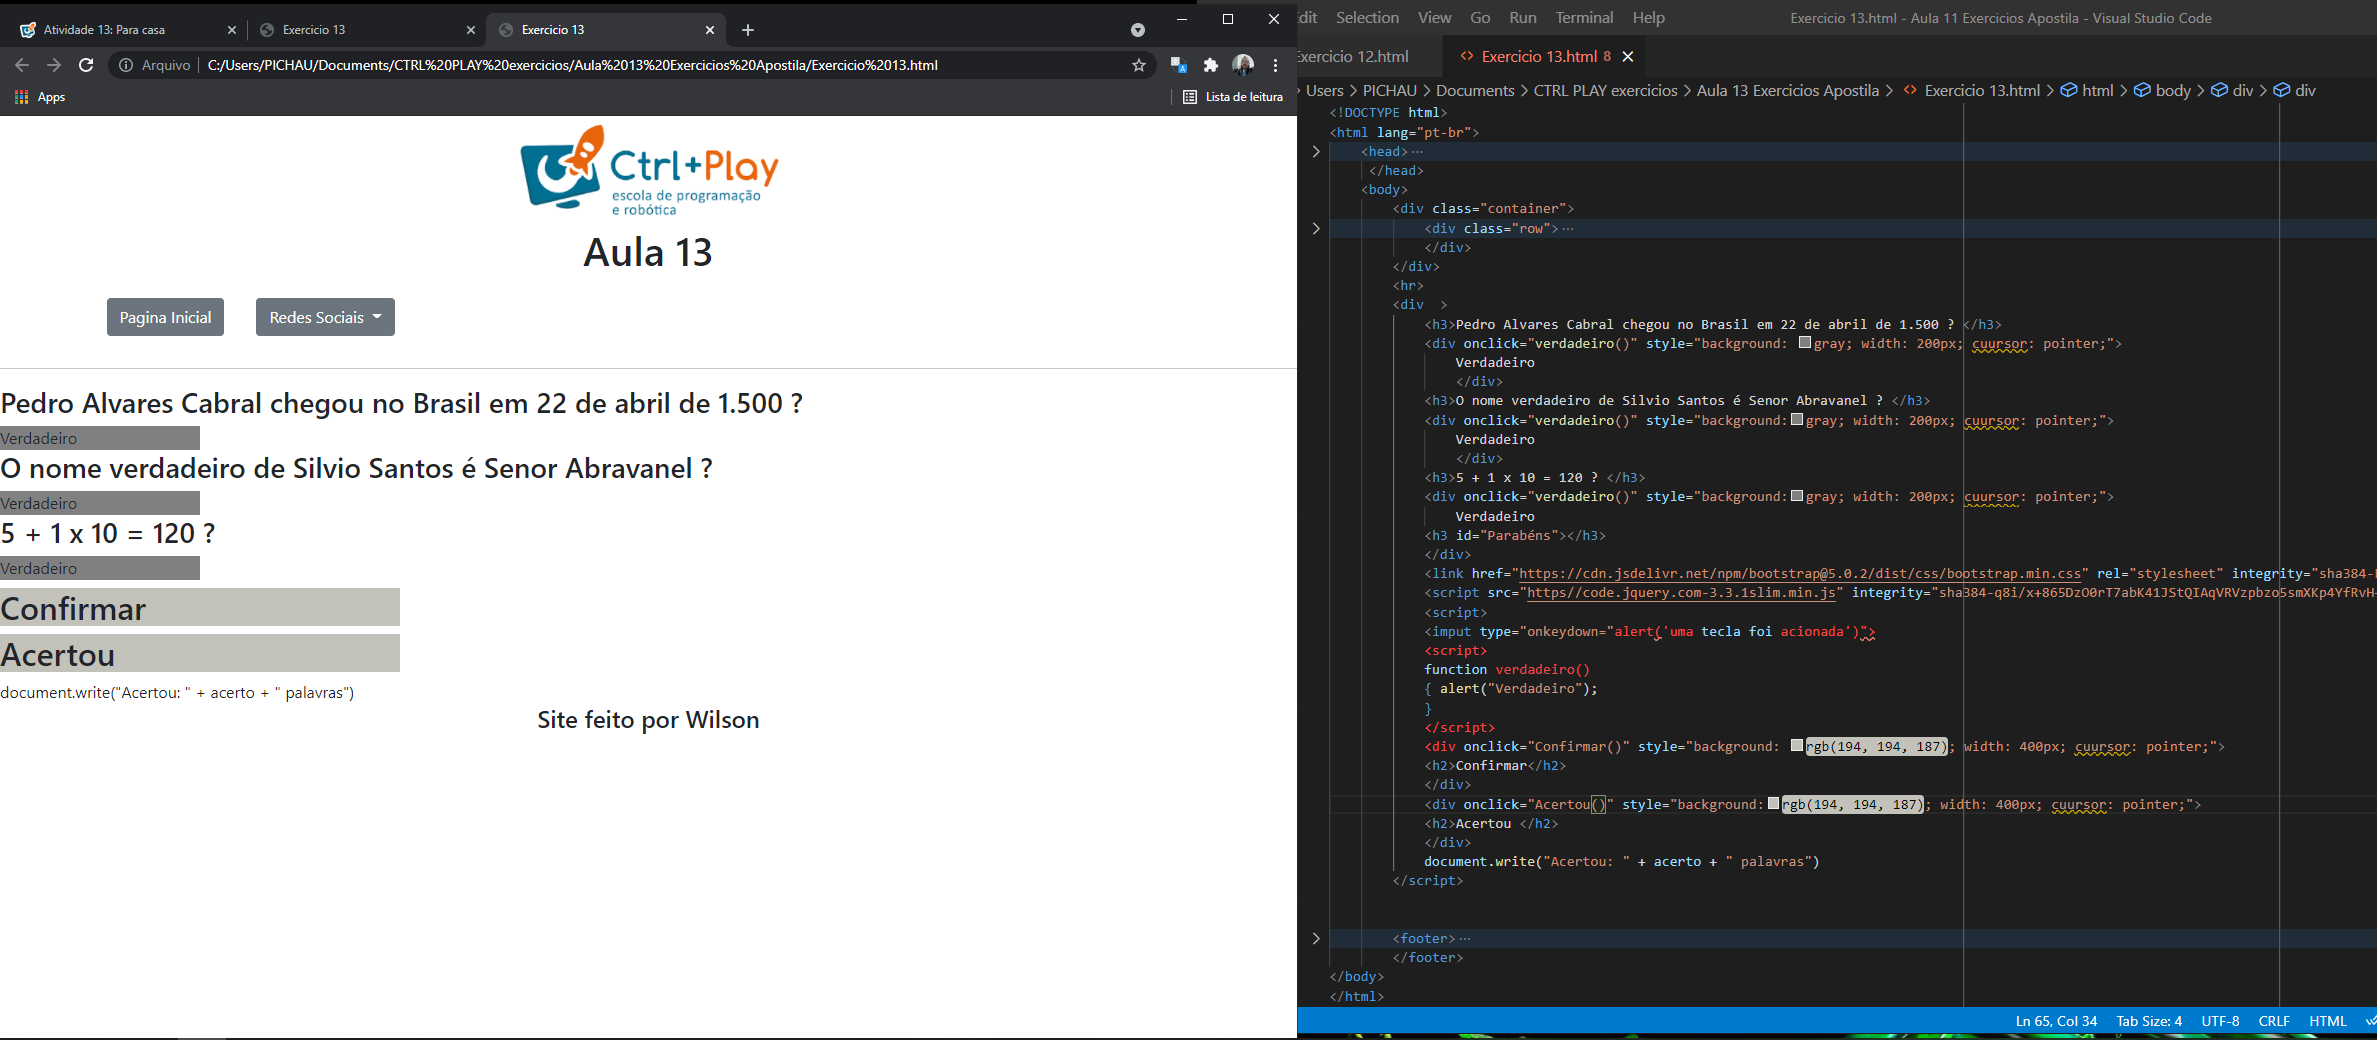 Atividade 13: Para casa
Exercicio 13
Exercicio 13
Arquivo
C:/Users/PICHAU/Documents/CTRL%20PLAY%20exercicios/Aula%2013%20Exercicios%20Apostila/Exercicio%2013.html
Apps
Lista de leitura
Ctrl+Play
escola de programação
e robótica
Aula 13
Pagina Inicial
Redes Sociais
Pedro Alvares Cabral chegou no Brasil em 22 de abril de 1.500 ?
Verdadeiro
O nome verdadeiro de Silvio Santos é Senor Abravanel ?
Verdadeiro
5 + 1 x 10 = 120 ?
Verdadeiro
Confirmar
Acertou
document.write("Acertou: " + acerto + " palavras")
Site feito por Wilson
dit Selection View Go Run Terminal Help
Exercicio 13.html - Aula 11 Exercicios Apostila - Visual Studio Code
Exercicio 12.html
<> Exercicio 13.html 8
Users > PICHAU > Documents > CTRL PLAY exercicios > Aula 13 Exercicios Apostila > <> Exercicio 13.html > html > body > div > div
<!DOCTYPE html>
<html lang="pt-br">
<head>···
</head>
<body>
<div class="container">
<div class="row">···
</div>
</div>
<hr>
<div  >
<h3>Pedro Alvares Cabral chegou no Brasil em 22 de abril de 1.500 ? </h3>
<div onclick="verdadeiro()" style="background: gray; width: 200px; cuursor: pointer;">
Verdadeiro
</div>
<h3>O nome verdadeiro de Silvio Santos é Senor Abravanel ? </h3>
<div onclick="verdadeiro()" style="background:gray; width: 200px; cuursor: pointer;">
Verdadeiro
</div>
<h3>5 + 1 x 10 = 120 ? </h3>
<div onclick="verdadeiro()" style="background:gray; width: 200px; cuursor: pointer;">
Verdadeiro
<h3 id="Parabéns"></h3>
</div>
<link href="https://cdn.jsdelivr.net/npm/bootstrap@5.0.2/dist/css/bootstrap.min.css" rel="stylesheet" integrity="sha384-
<script src="https//code.jquery.com-3.3.1slim.min.js" integrity="sha384-q8i/x+865DzO0rT7abK41JStQIAqVRVzpbzo5smXKp4YfRvH
<script>
<imput type="onkeydown="alert('uma tecla foi acionada')">
<script>
function verdadeiro()
{ alert("Verdadeiro");
}
</script>
<div onclick="Confirmar()" style="background: rgb(194, 194, 187); width: 400px; cuursor: pointer;">
<h2>Confirmar</h2>
</div>
<div onclick="Acertou()" style="background:rgb(194, 194, 187); width: 400px; cuursor: pointer;">
<h2>Acertou </h2>
</div>
document.write("Acertou: " + acerto + " palavras")
</script>
<footer>···
</footer>
</body>
</html>
Ln 65, Col 34 Tab Size: 4 UTF-8 CRLF HTML